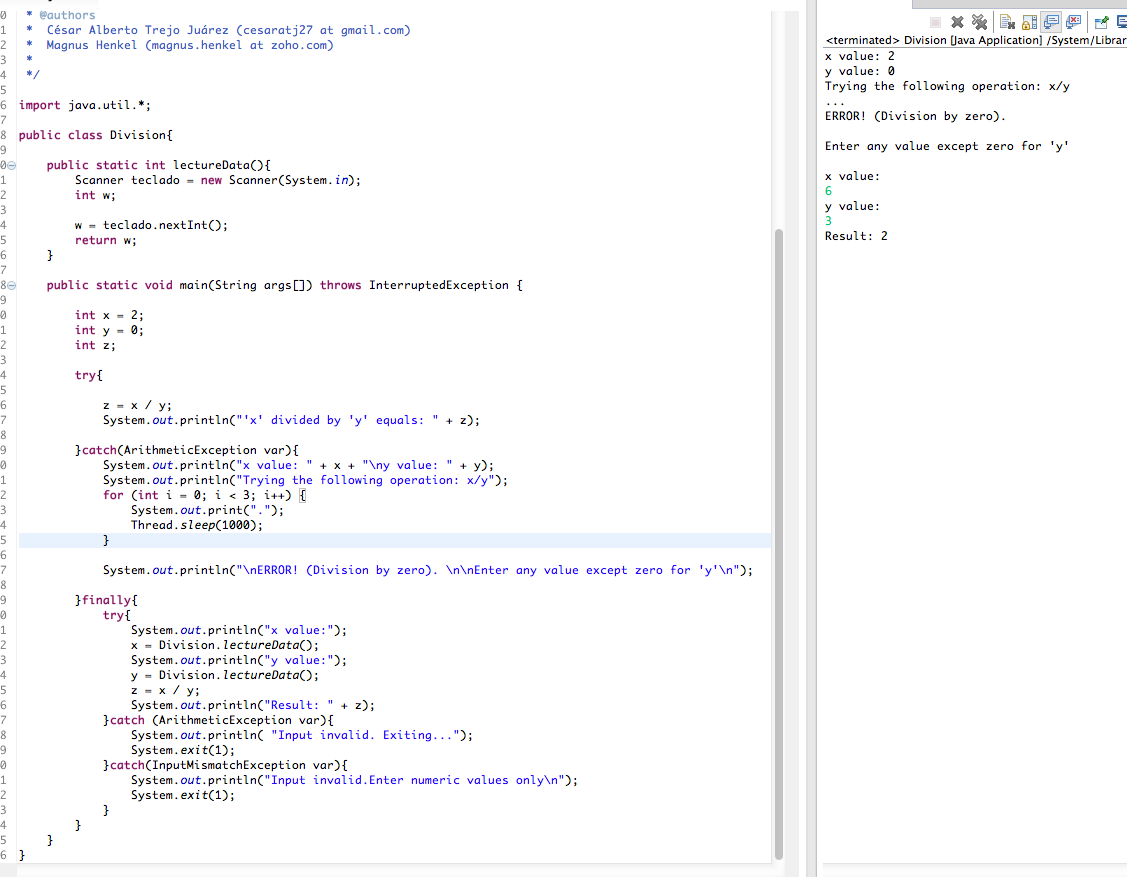 0 * @authors
1 * César Alberto Trejo Juárez (cesaratj27 at gmail.com)
2 * Magnus Henkel (magnus.henkel at zoho.com)
3 *
4 */
5
6 import java.util.*;
7
8 public class Division{
9
0 public static int lectureData(){
1 Scanner teclado = new Scanner(System.in);
2 int w;
3
4 w = teclado.nextInt();
5 return w;
6 }
7
8 public static void main(String args[]) throws InterruptedException {
9
0 int x = 2;
1 int y = 0;
2 int z;
3
4 try{
5
6 z = x / y;
7 System.out.println("'x' divided by 'y' equals: " + z);
8
9 }catch(ArithmeticException var){
0 System.out.println("x value: " + x + "\ny value: " + y);
1 System.out.println("Trying the following operation: x/y");
2 for (int i = 0; i < 3; i++) {
3 System.out.print(".");
4 Thread.sleep(1000);
5 }
6
7 System.out.println("\nERROR! (Division by zero). \n\nEnter any value except zero for 'y'\n");
8
9 }finally{
0 try{
1 System.out.println("x value:");
2 x = Division.lectureData();
3 System.out.println("y value:");
4 y = Division.lectureData();
5 z = x / y;
6 System.out.println("Result: " + z);
7 }catch (ArithmeticException var){
8 System.out.println( "Input invalid. Exiting...");
9 System.exit(1);
0 }catch(InputMismatchException var){
1 System.out.println("Input invalid.Enter numeric values only\n");
2 System.exit(1);
3 }
4 }
5 }
6 }
<terminated> Division [Java Application] /System/Librar
x value: 2
y value: 0
Trying the following operation: x/y
...
ERROR! (Division by zero).
Enter any value except zero for 'y'
x value:
6
y value:
3
Result: 2